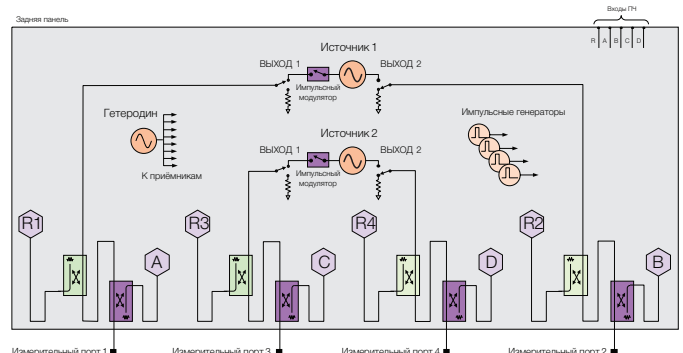 Входы ПЧ
Задняя панель
R A B C D
Источник 1
ВЫХОД 1
ВЫХОД 2
Импульсный
модулятор
Гетеродин
К приёмникам
Импульсные генераторы
Источник 2
ВЫХОД 1
ВЫХОД 2
Импульсный
модулятор
R1
R3
R4
R2
A
C
D
B
Измерительный порт 1
Измерительный порт 3
Измерительный порт 4
Измерительный порт 2